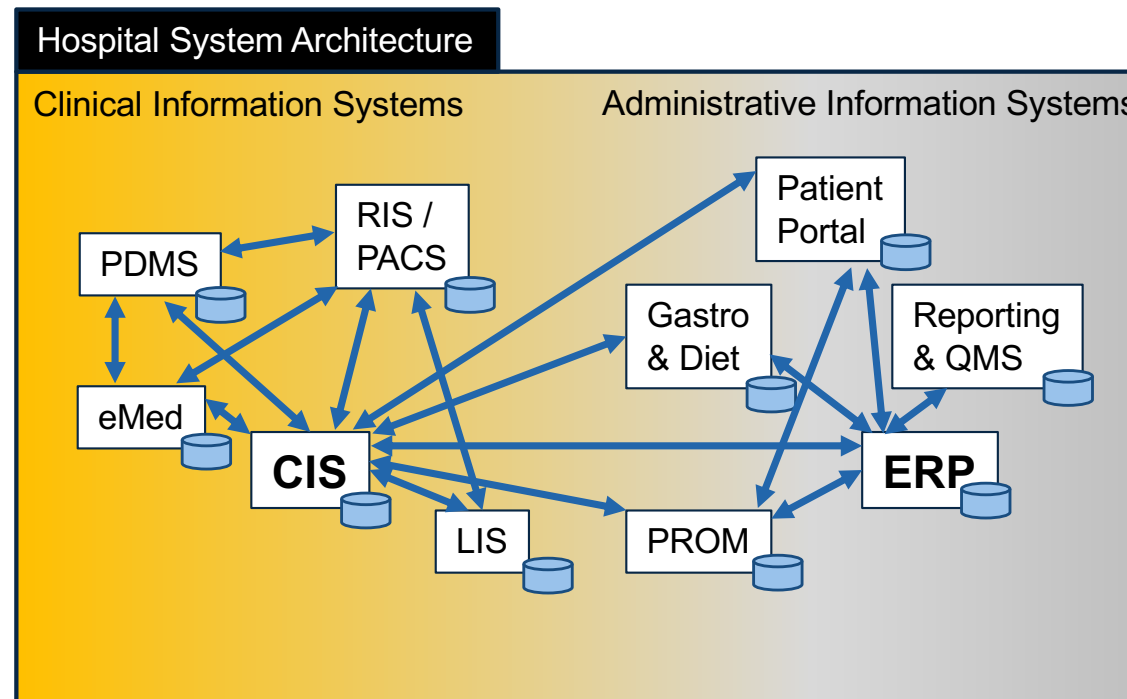 Hospital System Architecture
Clinical Information Systems
Administrative Information Systems
RIS /
PACS
PDMS
Patient
Portal
Gastro
& Diet
Reporting
& QMS
eMed
CIS
ERP
LIS
PROM